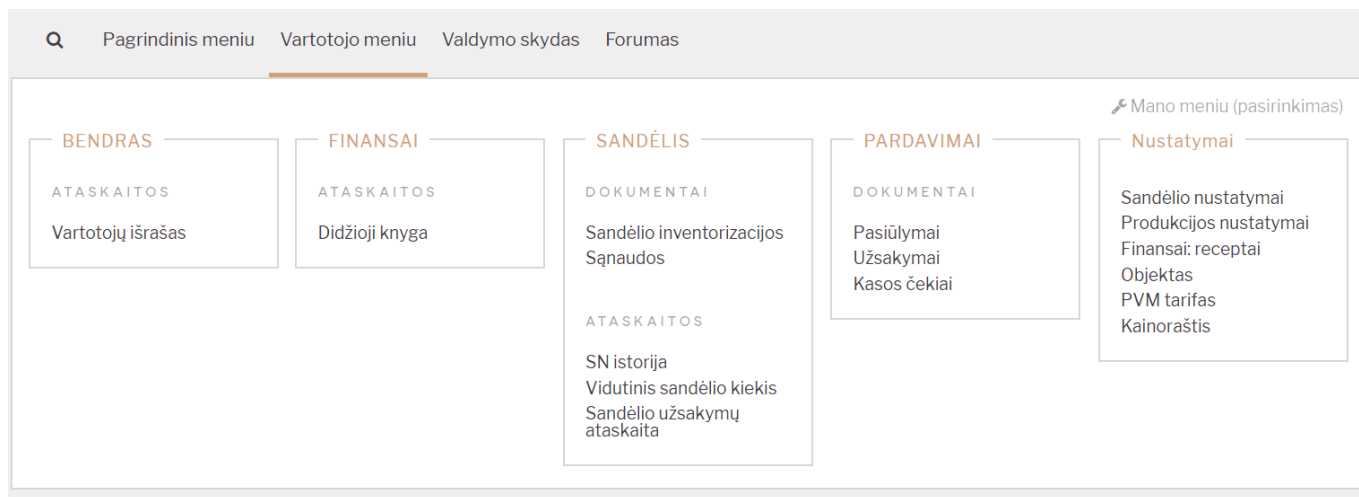 Pagrindinis meniu Vartotojo meniu Valdymo skydas Forumas
Mano meniu (pasirinkimas)
BENDRAS
ATASKAITOS
Vartotojų išrašas
FINANSAI
ATASKAITOS
Didžioji knyga
SANDĖLIS
DOKUMENTAI
Sandėlio inventorizacijos
Sąnaudos
ATASKAITOS
SN istorija
Vidutinis sandėlio kiekis
Sandėlio užsakymų
ataskaita
PARDAVIMAI
DOKUMENTAI
Pasiūlymai
Užsakymai
Kasos čekiai
Nustatymai
Sandėlio nustatymai
Produkcijos nustatymai
Finansai: receptai
Objektas
PVM tarifas
Kainoraštis